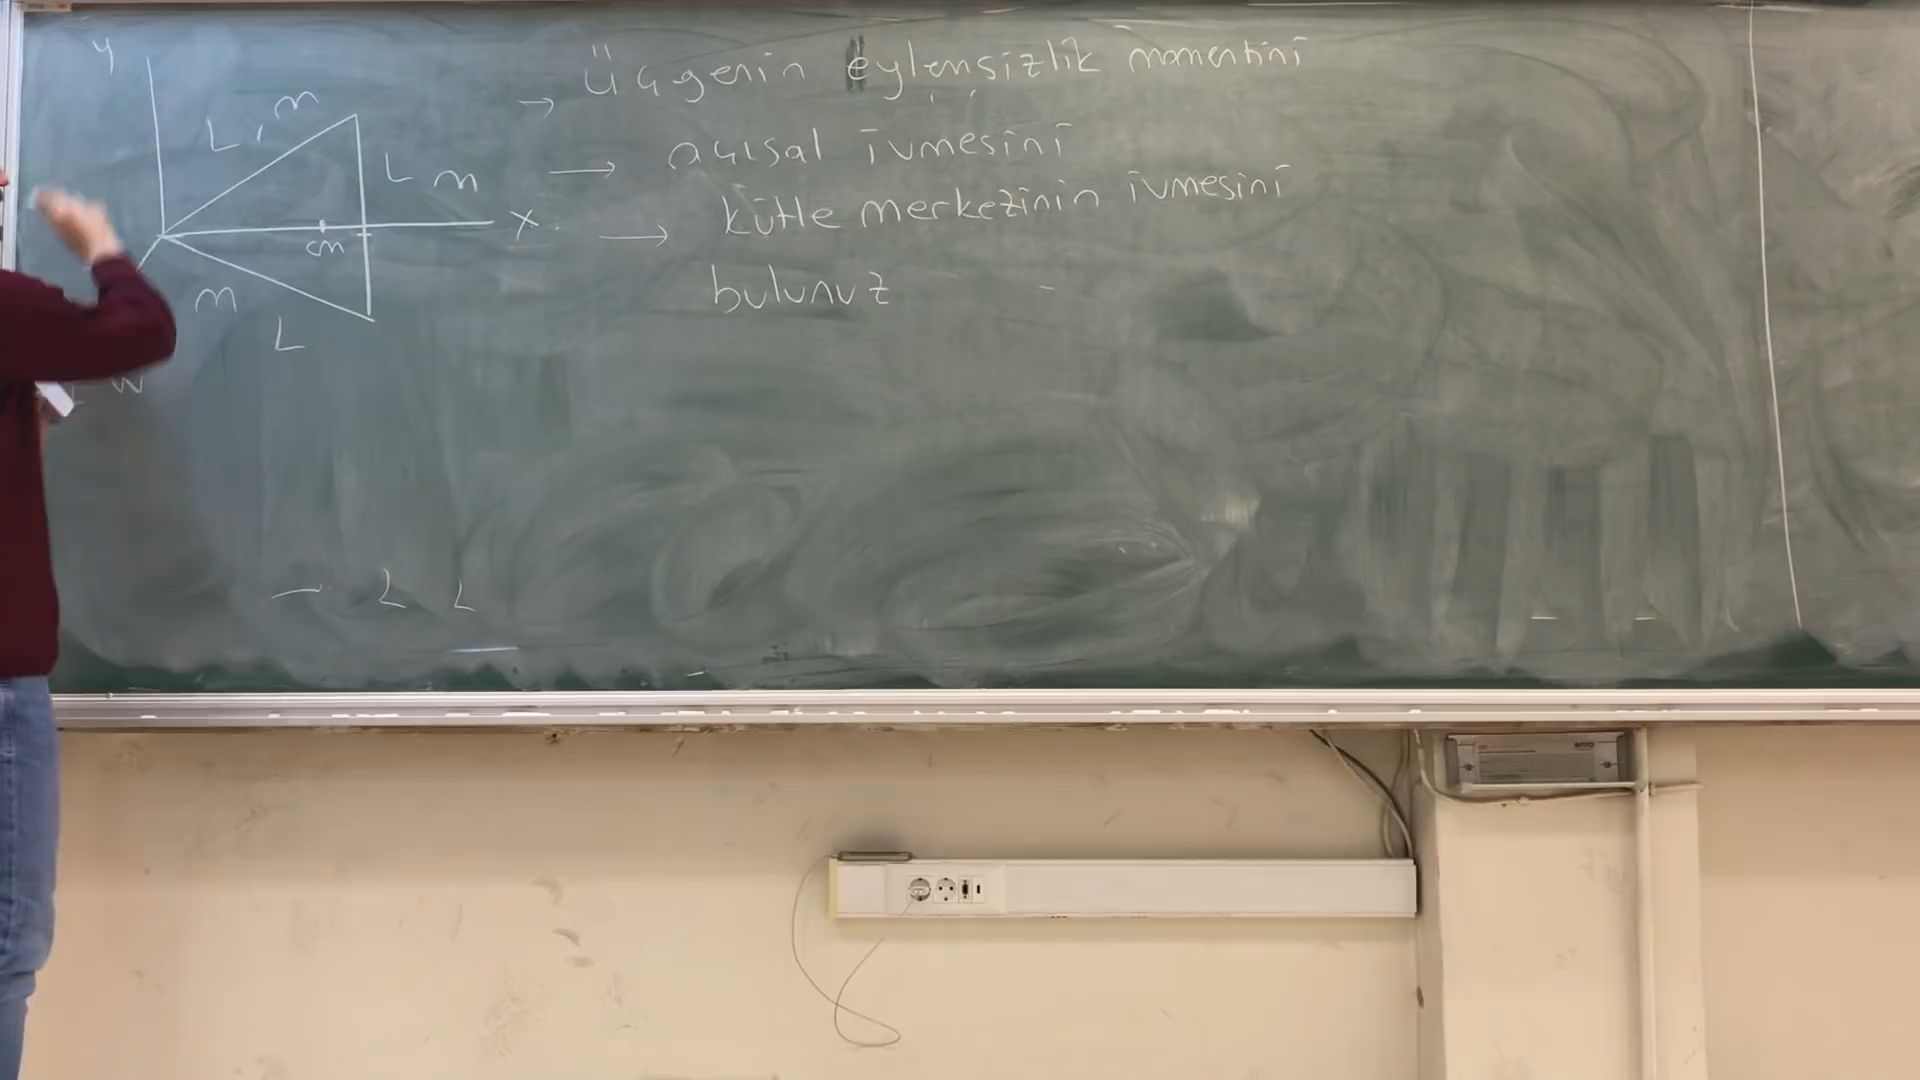 y
L, m
L m
x
cm
m
L
w
→ üçgenin eylemsizlik momentini
→ açısal ivmesini
→ kütle merkezinin ivmesini
bulunuz
L L